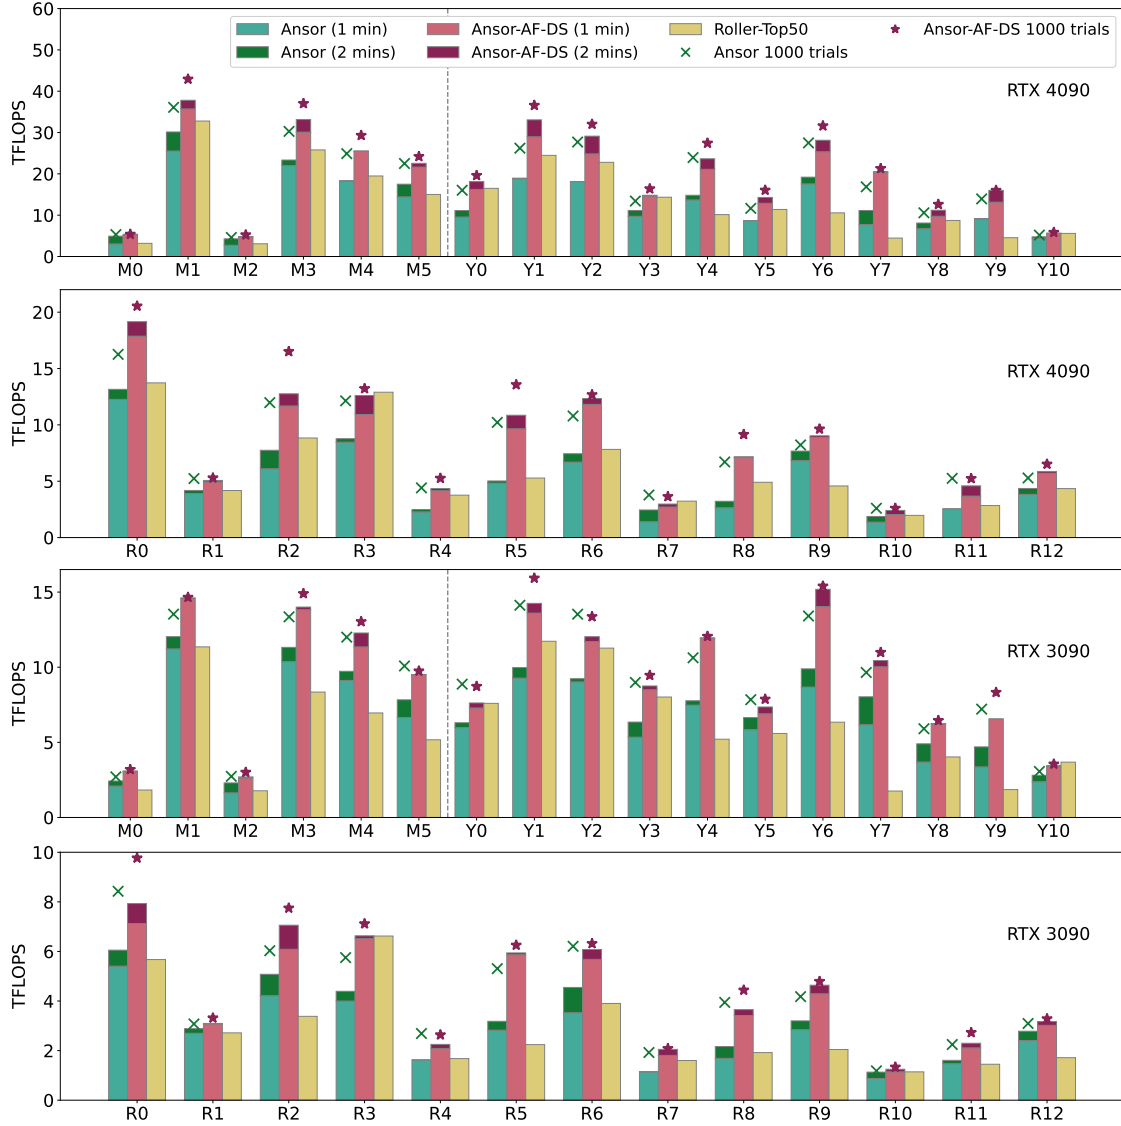 60
50
40
30
20
10
0
TFLOPS
Ansor (1 min)
Ansor (2 mins)
Ansor-AF-DS (1 min)
Ansor-AF-DS (2 mins)
Roller-Top50
Ansor 1000 trials
Ansor-AF-DS 1000 trials
RTX 4090
M0 M1 M2 M3 M4 M5 Y0 Y1 Y2 Y3 Y4 Y5 Y6 Y7 Y8 Y9 Y10
20
15
10
5
0
TFLOPS
RTX 4090
R0 R1 R2 R3 R4 R5 R6 R7 R8 R9 R10 R11 R12
15
10
5
0
TFLOPS
RTX 3090
M0 M1 M2 M3 M4 M5 Y0 Y1 Y2 Y3 Y4 Y5 Y6 Y7 Y8 Y9 Y10
10
8
6
4
2
0
TFLOPS
RTX 3090
R0 R1 R2 R3 R4 R5 R6 R7 R8 R9 R10 R11 R12